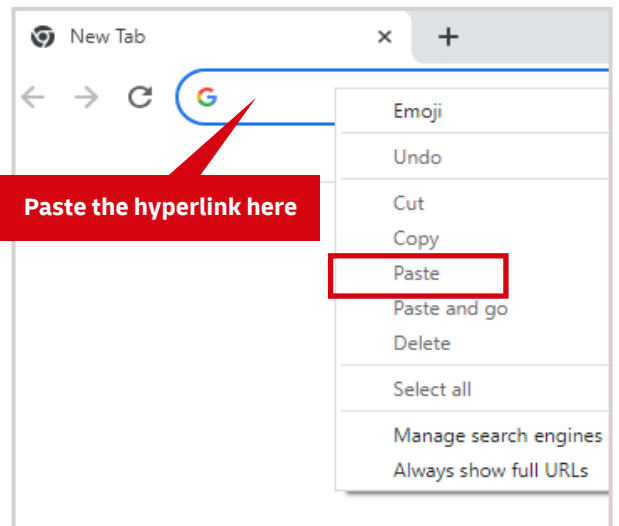 New Tab
Emoji
Undo
Paste the hyperlink here
Cut
Copy
Paste
Paste and go
Delete
Select all
Manage search engines
Always show full URLs